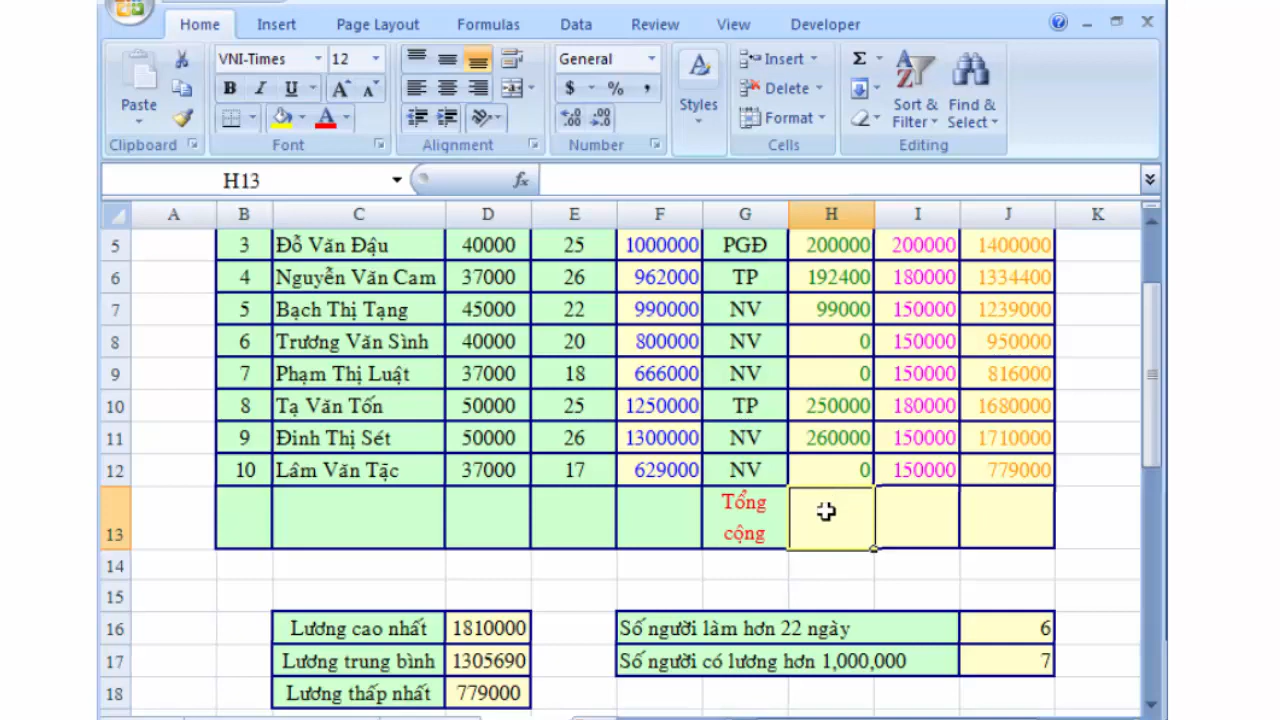 Home Insert Page Layout Formulas Data Review View Developer
VNI-Times 12 General Insert Σ
Paste B I U A A $ % , Styles Delete Sort & Find &
A Format Filter Select
Clipboard Font Alignment Number Cells Editing
H13 fx
A B C D E F G H I J K
5 3 Đỗ Văn Đậu 40000 25 1000000 PGĐ 200000 200000 1400000
6 4 Nguyễn Văn Cam 37000 26 962000 TP 192400 180000 1334400
7 5 Bạch Thị Tạng 45000 22 990000 NV 99000 150000 1239000
8 6 Trương Văn Sình 40000 20 800000 NV 0 150000 950000
9 7 Phạm Thị Luật 37000 18 666000 NV 0 150000 816000
10 8 Tạ Văn Tốn 50000 25 1250000 TP 250000 180000 1680000
11 9 Đinh Thị Sét 50000 26 1300000 NV 260000 150000 1710000
12 10 Lâm Văn Tặc 37000 17 629000 NV 0 150000 779000
Tổng
13 cộng
14
15
16 Lương cao nhất 1810000 Số người làm hơn 22 ngày 6
17 Lương trung bình 1305690 Số người có lương hơn 1,000,000 7
18 Lương thấp nhất 779000